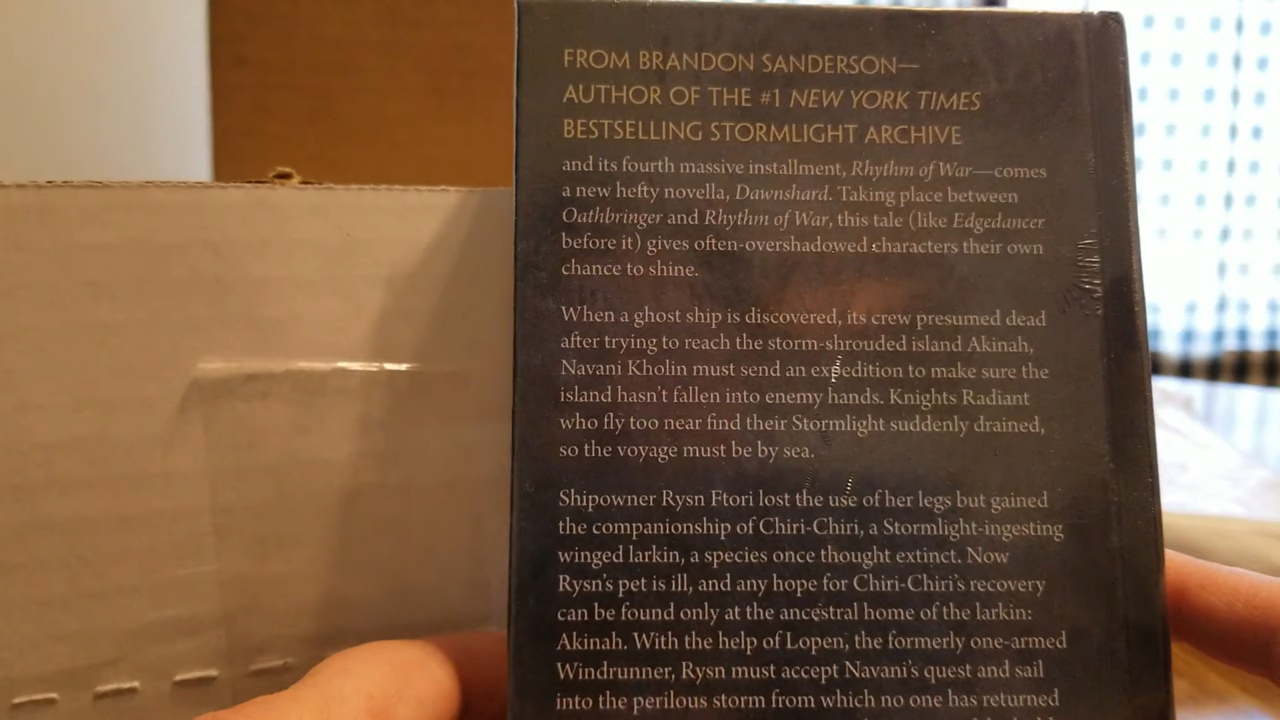 FROM BRANDON SANDERSON—
AUTHOR OF THE #1 NEW YORK TIMES
BESTSELLING STORMLIGHT ARCHIVE
and its fourth massive installment, Rhythm of War—comes
a new hefty novella, Dawnshard. Taking place between
Oathbringer and Rhythm of War, this tale (like Edgedancer
before it) gives often-overshadowed characters their own
chance to shine.
When a ghost ship is discovered, its crew presumed dead
after trying to reach the storm-shrouded island Akinah,
Navani Kholin must send an expedition to make sure the
island hasn't fallen into enemy hands. Knights Radiant
who fly too near find their Stormlight suddenly drained,
so the voyage must be by sea.
Shipowner Rysn Ftori lost the use of her legs but gained
the companionship of Chiri-Chiri, a Stormlight-ingesting
winged larkin, a species once thought extinct. Now
Rysn's pet is ill, and any hope for Chiri-Chiri's recovery
can be found only at the ancestral home of the larkin:
Akinah. With the help of Lopen, the formerly one-armed
Windrunner, Rysn must accept Navani's quest and sail
into the perilous storm from which no one has returned